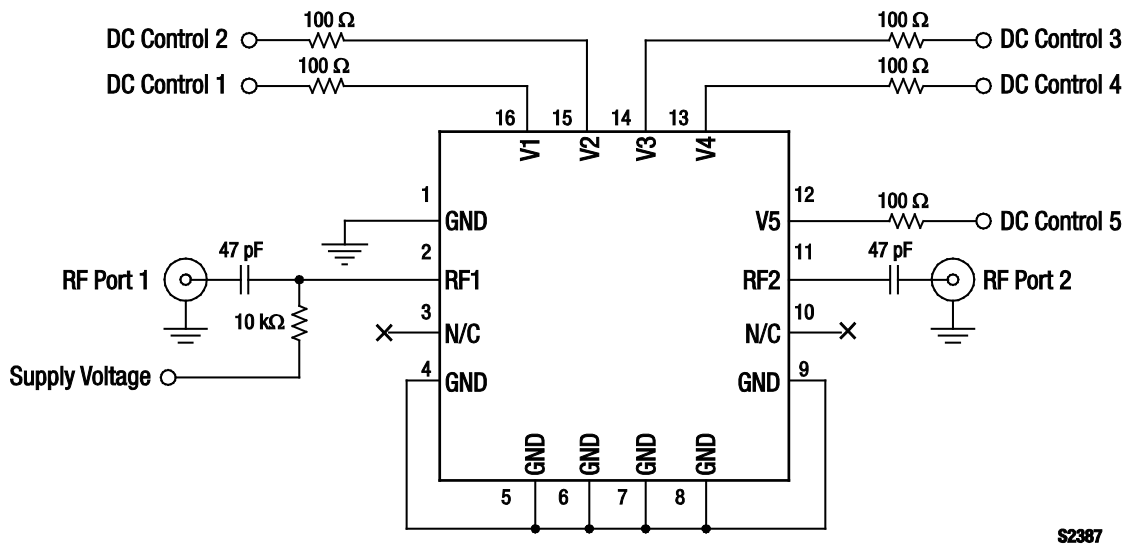 100 Ω
100 Ω
DC Control 2
DC Control 3
100 Ω
100 Ω
DC Control 1
DC Control 4
16
15
14
13
V1
V2
V3
V4
1
12
100 Ω
GND
V5
DC Control 5
47 pF
2
11
47 pF
RF Port 1
RF1
RF2
RF Port 2
10 kΩ
3
10
N/C
N/C
Supply Voltage
4
9
GND
GND
GND
GND
GND
GND
5
6
7
8
S2387